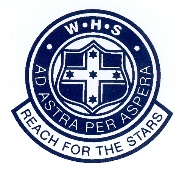 W•H•S
AD ASTRA PER ASPERA
REACH FOR THE STARS